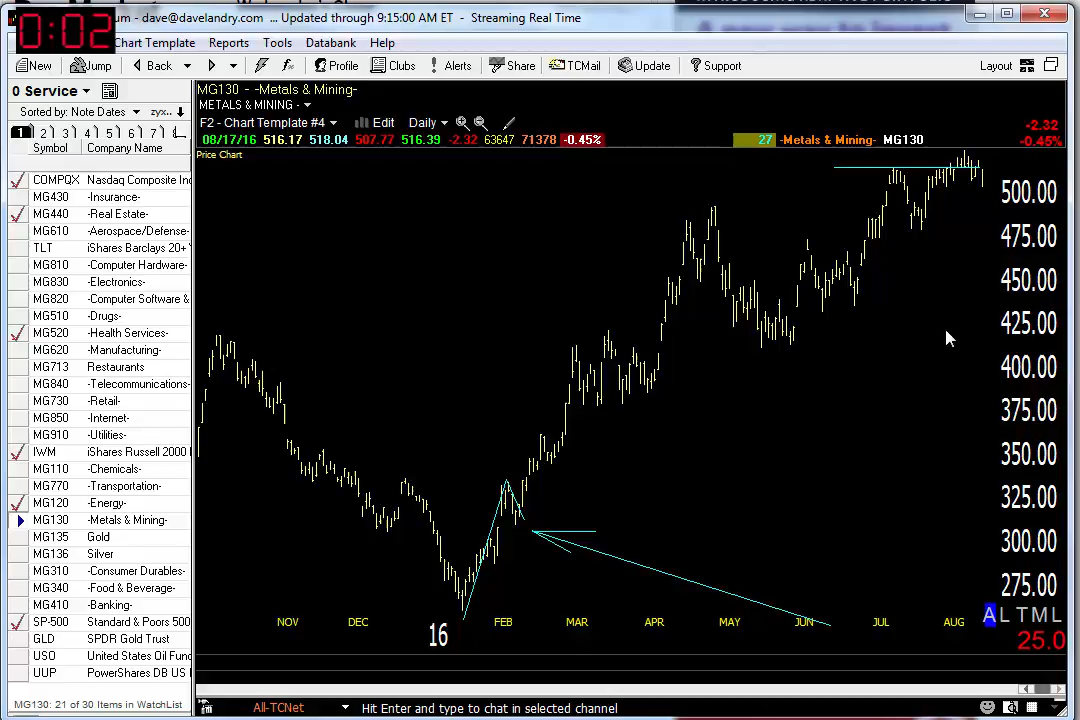 um - dave@davelandry.com ... Updated through 9:15:00 AM ET - Streaming Real Time
0:02
Chart Template Reports Tools Databank Help
New Jump Back Profile Clubs Alerts Share TCMail Update Support Layout
0 Service
Sorted by: Note Dates zyx..
1 2 3 4 5 6 7
Symbol Company Name
COMPQX Nasdaq Composite Ind
MG430 -Insurance-
MG440 -Real Estate-
MG610 -Aerospace/Defense-
TLT iShares Barclays 20+
MG810 -Computer Hardware-
MG830 -Electronics-
MG820 -Computer Software &
MG510 -Drugs-
MG520 -Health Services-
MG620 -Manufacturing-
MG713 Restaurants
MG840 -Telecommunications-
MG730 -Retail-
MG850 -Internet-
MG910 -Utilities-
IWM iShares Russell 2000
MG110 -Chemicals-
MG770 -Transportation-
MG120 -Energy-
MG130 -Metals & Mining-
MG135 Gold
MG136 Silver
MG310 -Consumer Durables-
MG340 -Food & Beverage-
MG410 -Banking-
SP-500 Standard & Poors 500
GLD SPDR Gold Trust
USO United States Oil Fund
UUP PowerShares DB US
MG130: 21 of 30 Items in WatchList
MG130 - -Metals & Mining-
METALS & MINING -
F2 - Chart Template #4 Edit Daily
08/17/16 516.17 518.04 507.77 516.39 -2.32 63647 71378 -0.45% 27 -Metals & Mining- MG130
-2.32
-0.45%
Price Chart
500.00
475.00
450.00
425.00
400.00
375.00
350.00
325.00
300.00
275.00
NOV DEC 16 FEB MAR APR MAY JUN JUL AUG
A L T M L
25.0
All-TCNet Hit Enter and type to chat in selected channel